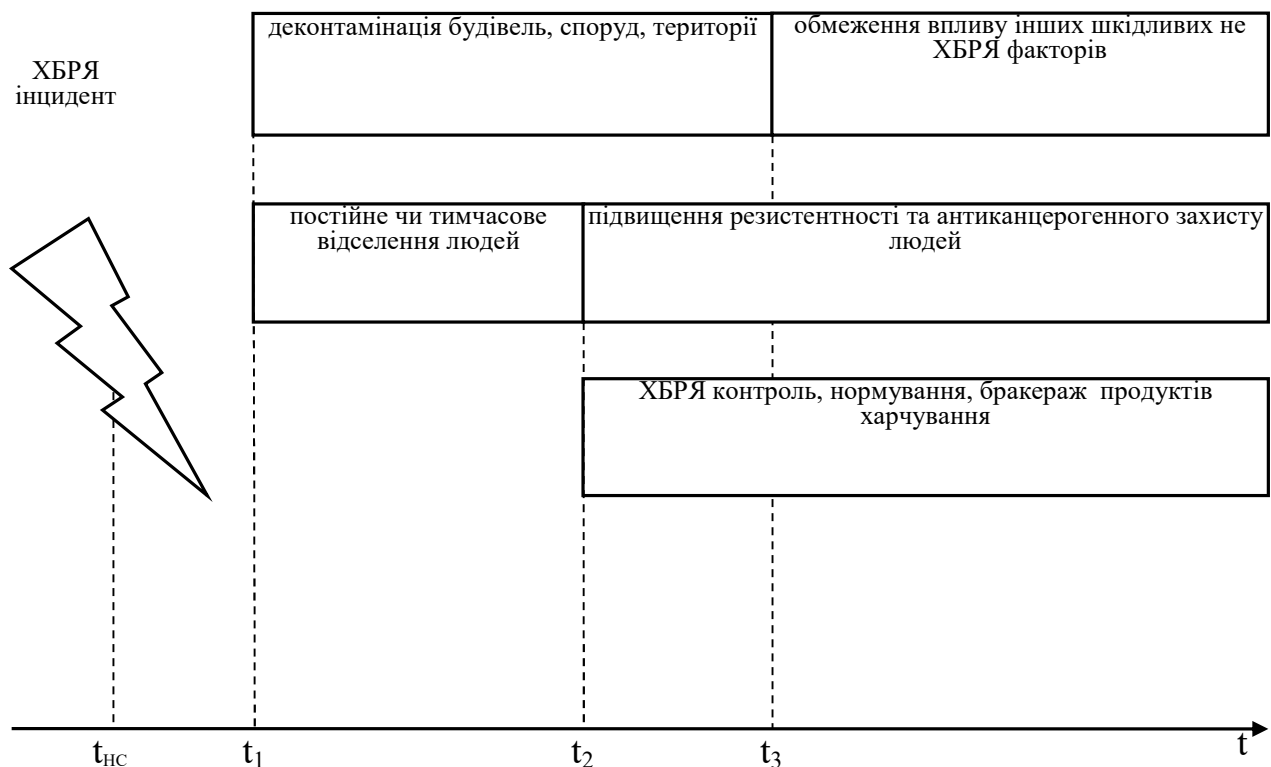 деконтамінація будівель, споруд, території
обмеження впливу інших шкідливих не
ХБРЯ факторів
ХБРЯ
інцидент
постійне чи тимчасове
відселення людей
підвищення резистентності та антиканцерогенного захисту
людей
ХБРЯ контроль, нормування, бракераж продуктів
харчування
tНС
t1
t2
t3
t